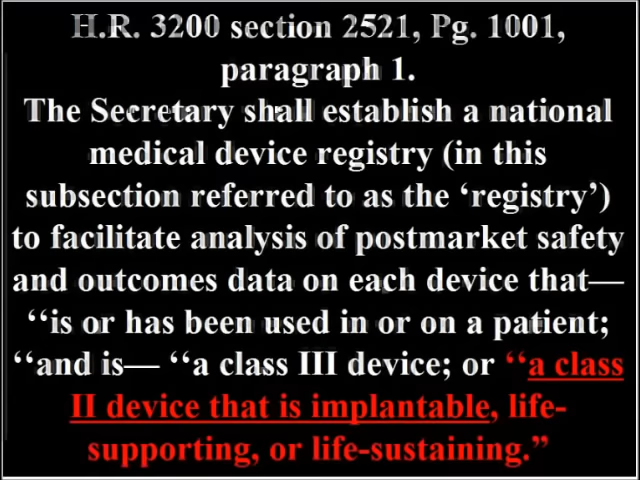 H.R. 3200 section 2521, Pg. 1001,
paragraph 1.
The Secretary shall establish a national
medical device registry (in this
subsection referred to as the ‘registry’)
to facilitate analysis of postmarket safety
and outcomes data on each device that—
‘‘is or has been used in or on a patient;
‘‘and is— ‘‘a class III device; or ‘‘a class
II device that is implantable, life-
supporting, or life-sustaining.”